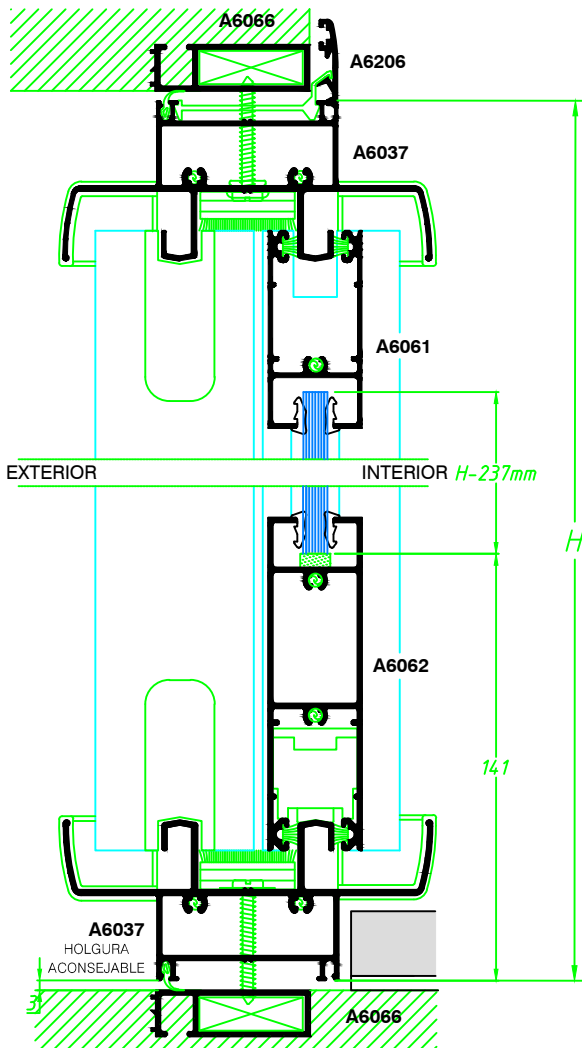 A6066
A6206
A6037
A6061
EXTERIOR
INTERIOR
H-237mm
H
A6062
141
A6037
HOLGURA
ACONSEJABLE
3
A6066